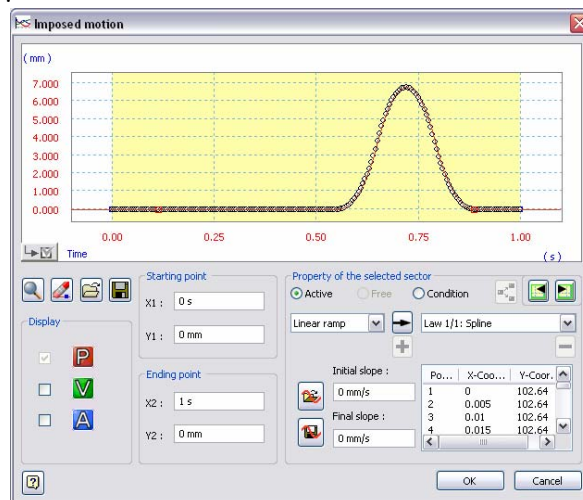 Imposed motion
( mm )
7.000
6.000
5.000
4.000
3.000
2.000
1.000
0.000
0.00 0.25 0.50 0.75 1.00
Time
( s )
Starting point
X1 : 0 s
Y1 : 0 mm
Ending point
X2 : 1 s
Y2 : 0 mm
Display
P
V
A
Property of the selected sector
Active Free Condition
Linear ramp Law 1/1: Spline
Initial slope :
0 mm/s
Final slope :
0 mm/s
Po... X-Coo... Y-Coor.
1 0 102.64
2 0.005 102.64
3 0.01 102.64
4 0.015 102.64
OK Cancel